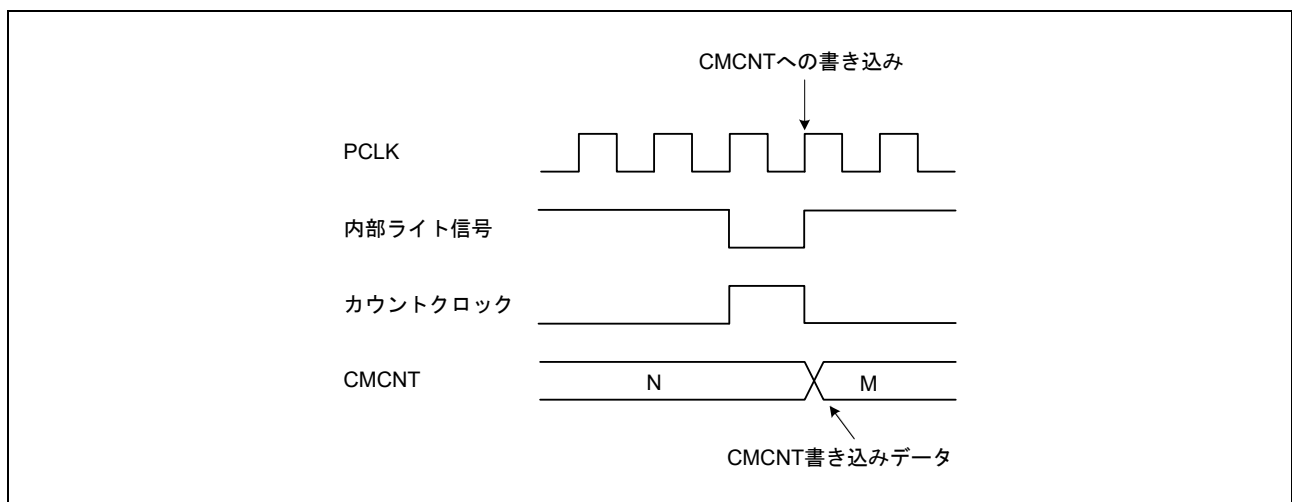 CMCNTへの書き込み
PCLK
内部ライト信号
カウントクロック
CMCNT
N
M
CMCNT書き込みデータ